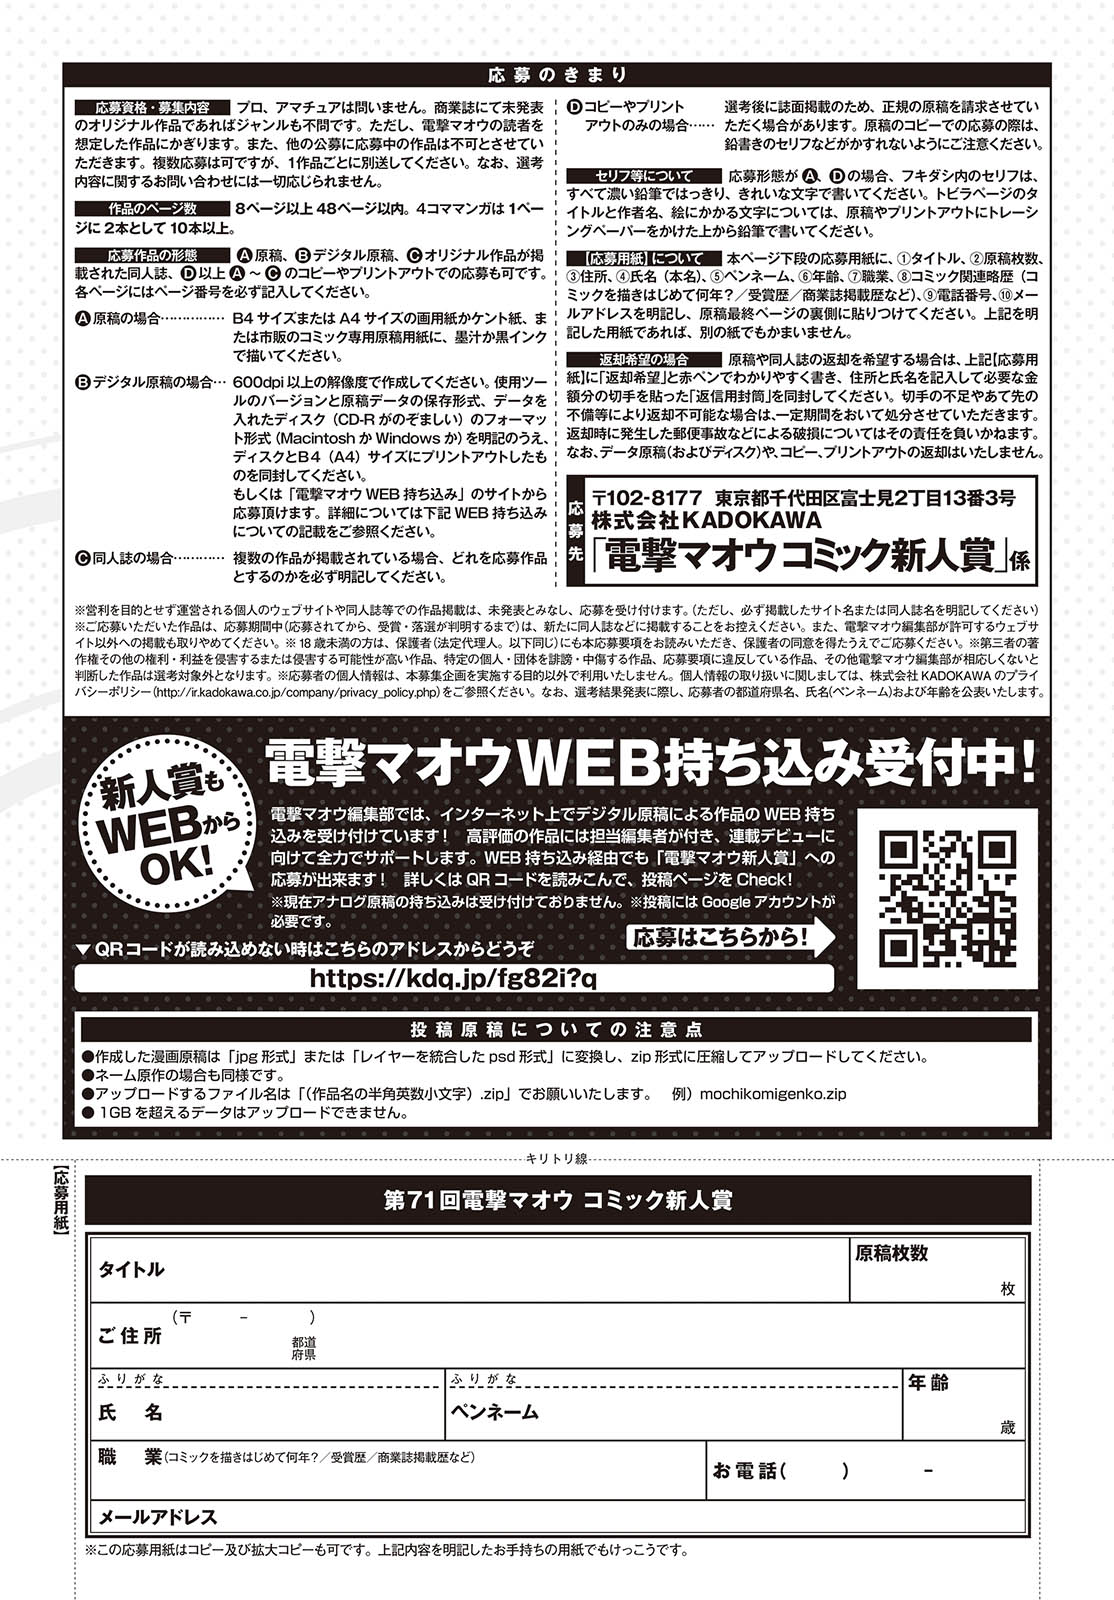 応募のきまり
応募資格・募集内容 プロ、アマチュアは問いません。商業誌にて未発表
のオリジナル作品であればジャンルも不問です。ただし、電撃マオウの読者を
想定した作品にかぎります。また、他の公募に応募中の作品は不可とさせてい
ただきます。複数応募は可ですが、1作品ごとに別送してください。なお、選考
内容に関するお問い合わせには一切応じられません。
作品のページ数 8ページ以上 48ページ以内。4コママンガは 1ペー
ジに 2本として 10本以上。
応募作品の形態 Ⓐ原稿、Ⓑデジタル原稿、Ⓒオリジナル作品が掲
載された同人誌、Ⓓ以上Ⓐ～Ⓒのコピーやプリントアウトでの応募も可です。
各ページにはページ番号を必ず記入してください。
Ⓐ原稿の場合…………… B4 サイズまたは A4 サイズの画用紙かケント紙、ま
たは市販のコミック専用原稿用紙に、墨汁か黒インク
で描いてください。
Ⓑデジタル原稿の場合… 600dpi 以上の解像度で作成してください。使用ツー
ルのバージョンと原稿データの保存形式、データを
入れたディスク（CD-R がのぞましい）のフォーマッ
ト形式（Macintosh か Windows か）を明記のうえ、
ディスクとB4（A4）サイズにプリントアウトしたも
のを同封してください。
もしくは「電撃マオウ WEB 持ち込み」のサイトから
応募頂けます。詳細については下記 WEB 持ち込み
についての記載をご参照ください。
Ⓒ同人誌の場合………… 複数の作品が掲載されている場合、どれを応募作品
とするのかを必ず明記してください。
Ⓓコピーやプリント
アウトのみの場合…… 選考後に誌面掲載のため、正規の原稿を請求させてい
ただく場合があります。原稿のコピーでの応募の際は、
鉛書きのセリフなどがかすれないようにご注意ください。
セリフ等について 応募形態がⒶ、Ⓓの場合、フキダシ内のセリフは、
すべて濃い鉛筆ではっきり、きれいな文字で書いてください。トビラページのタ
イトルと作者名、絵にかかる文字については、原稿やプリントアウトにトレーシ
ングペーパーをかけた上から鉛筆で書いてください。
【応募用紙】について 本ページ下段の応募用紙に、①タイトル、②原稿枚数、
③住所、④氏名（本名）、⑤ペンネーム、⑥年齢、⑦職業、⑧コミック関連略歴（コ
ミックを描きはじめて何年？／受賞歴／商業誌掲載歴など）、⑨電話番号、⑩メー
ルアドレスを明記し、原稿最終ページの裏側に貼りつけてください。上記を明
記した用紙であれば、別の紙でもかまいません。
返却希望の場合 原稿や同人誌の返却を希望する場合は、上記【応募用
紙】に「返却希望」と赤ペンでわかりやすく書き、住所と氏名を記入して必要な金
額分の切手を貼った「返信用封筒」を同封してください。切手の不足やあて先の
不備等により返却不可能な場合は、一定期間をおいて処分させていただきます。
返却時に発生した郵便事故などによる破損についてはその責任を負いかねます。
なお、データ原稿（およびディスク）や、コピー、プリントアウトの返却はいたしません。
応募先
〒102-8177 東京都千代田区富士見2丁目13番3号
株式会社KADOKAWA
「電撃マオウ コミック新人賞」係
※営利を目的とせず運営される個人のウェブサイトや同人誌等での作品掲載は、未発表とみなし、応募を受け付けます。（ただし、必ず掲載したサイト名または同人誌名を明記してください）
※ご応募いただいた作品は、応募期間中（応募されてから、受賞・落選が判明するまで）は、新たに同人誌などに掲載することをお控えください。また、電撃マオウ編集部が許可するウェブサ
イト以外への掲載も取りやめてください。※ 18 歳未満の方は、保護者（法定代理人。以下同じ）にも本応募要項をお読みいただき、保護者の同意を得たうえでご応募ください。※第三者の著
作権その他の権利・利益を侵害するまたは侵害する可能性が高い作品、特定の個人・団体を誹謗・中傷する作品、応募要項に違反している作品、その他電撃マオウ編集部が相応しくないと
判断した作品は選考対象外となります。※応募者の個人情報は、本募集企画を実施する目的以外で利用いたしません。個人情報の取り扱いに関しましては、株式会社 KADOKAWA のプライ
バシーポリシー（http://ir.kadokawa.co.jp/company/privacy_policy.php）をご参照ください。なお、選考結果発表に際し、応募者の都道府県名、氏名（ペンネーム）および年齢を公表いたします。
新人賞も
WEBから
OK!
電撃マオウWEB持ち込み受付中！
電撃マオウ編集部では、インターネット上でデジタル原稿による作品の WEB 持ち
込みを受け付けています！ 高評価の作品には担当編集者が付き、連載デビューに
向けて全力でサポートします。WEB 持ち込み経由でも「電撃マオウ新人賞」への
応募が出来ます！ 詳しくは QR コードを読みこんで、投稿ページを Check！
※現在アナログ原稿の持ち込みは受け付けておりません。※投稿には Google アカウントが
必要です。
応募はこちらから！
▼QRコードが読み込めない時はこちらのアドレスからどうぞ
https://kdq.jp/fg82i?q
投稿原稿についての注意点
●作成した漫画原稿は「jpg 形式」または「レイヤーを統合した psd 形式」に変換し、zip 形式に圧縮してアップロードしてください。
●ネーム原作の場合も同様です。
●アップロードするファイル名は「（作品名の半角英数小文字）.zip」でお願いいたします。 例）mochikomigenko.zip
● 1GB を超えるデータはアップロードできません。
キリトリ線
【応募用紙】
第71回電撃マオウ コミック新人賞
タイトル
原稿枚数
枚
ご住所
（〒 － ）
都道
府県
ふりがな
氏 名
ふりがな
ペンネーム
年齢
歳
職 業（コミックを描きはじめて何年？／受賞歴／商業誌掲載歴など）
お電話（ ） －
メールアドレス
※この応募用紙はコピー及び拡大コピーも可です。上記内容を明記したお手持ちの用紙でもけっこうです。